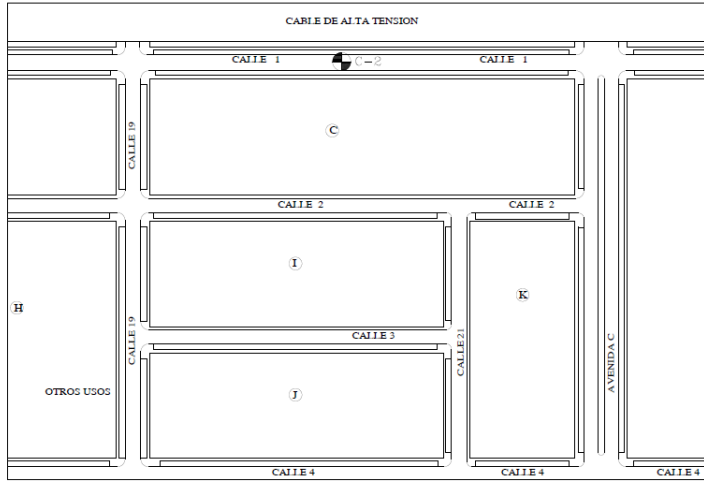 CABLE DE ALTA TENSION
CALLE 1
C-2
CALLE 1
C
CALLE 19
CALLE 2
CALLE 2
I
K
H
CALLE 19
CALLE 3
CALLE 21
AVENIDA C
OTROS USOS
J
CALLE 4
CALLE 4
CALLE 4